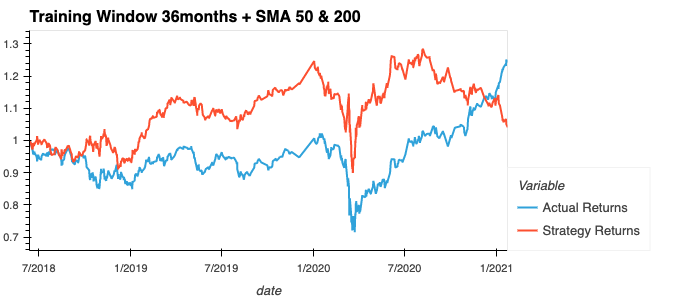 Training Window 36months + SMA 50 & 200
1.3
1.2
1.1
1
0.9
0.8
0.7
7/2018
1/2019
7/2019
1/2020
7/2020
1/2021
date
Variable
Actual Returns
Strategy Returns